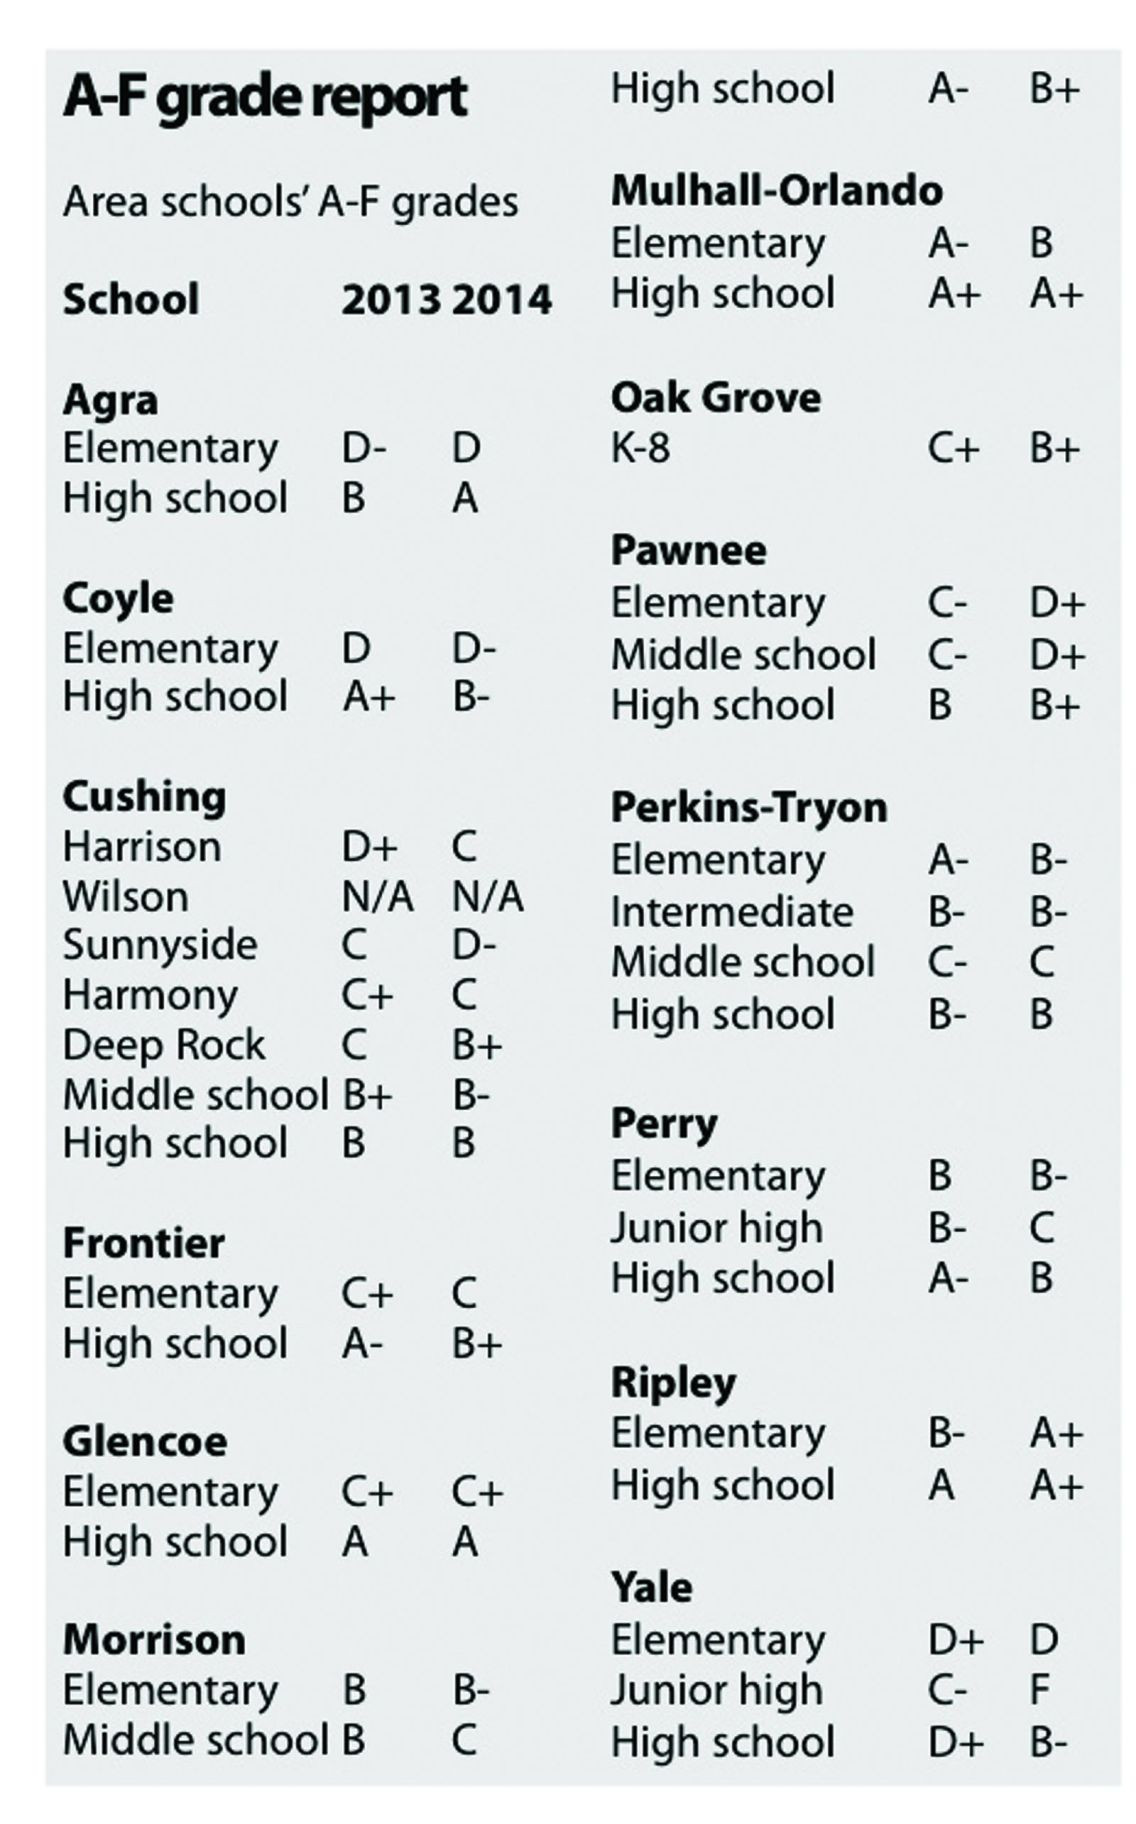 A-F grade report
Area schools' A-F grades
School 2013 2014
Agra
Elementary D- D
High school B A
Coyle
Elementary D D-
High school A+ B-
Cushing
Harrison D+ C
Wilson N/A N/A
Sunnyside C D-
Harmony C+ C
Deep Rock C B+
Middle school B+ B-
High school B B
Frontier
Elementary C+ C
High school A- B+
Glencoe
Elementary C+ C+
High school A A
Morrison
Elementary B B-
Middle school B C
High school A- B+
Mulhall-Orlando
Elementary A- B
High school A+ A+
Oak Grove
K-8 C+ B+
Pawnee
Elementary C- D+
Middle school C- D+
High school B B+
Perkins-Tryon
Elementary A- B-
Intermediate B- B-
Middle school C- C
High school B- B
Perry
Elementary B B-
Junior high B- C
High school A- B
Ripley
Elementary B- A+
High school A A+
Yale
Elementary D+ D
Junior high C- F
High school D+ B-